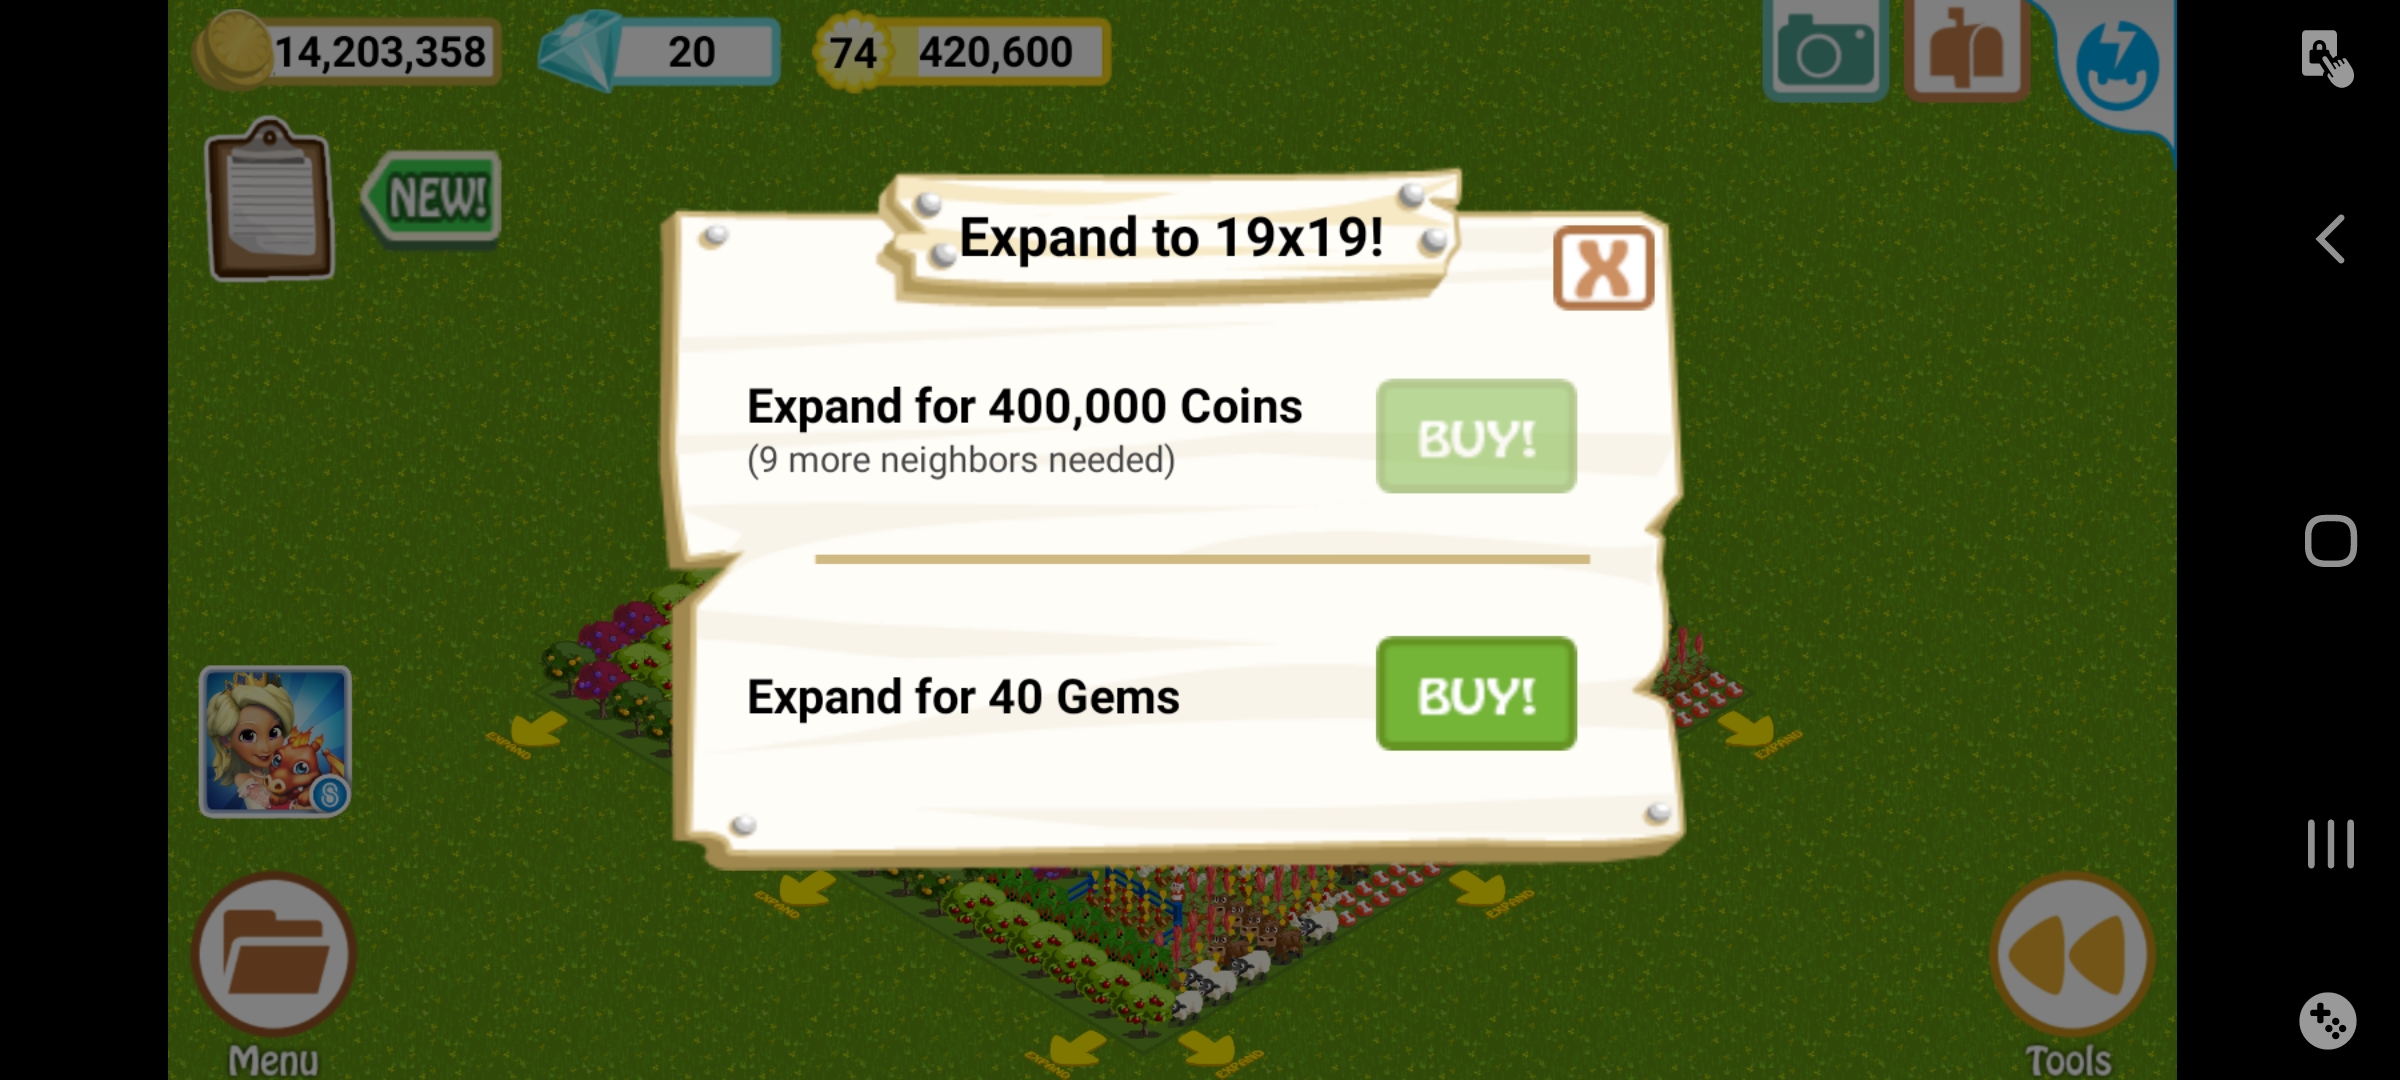 14,203,358
20
74
420,600
NEW!
Expand to 19x19!
X
Expand for 400,000 Coins
(9 more neighbors needed)
BUY!
Expand for 40 Gems
BUY!
EXPAND
EXPAND
EXPAND
EXPAND
EXPAND
EXPAND
Menu
Tools